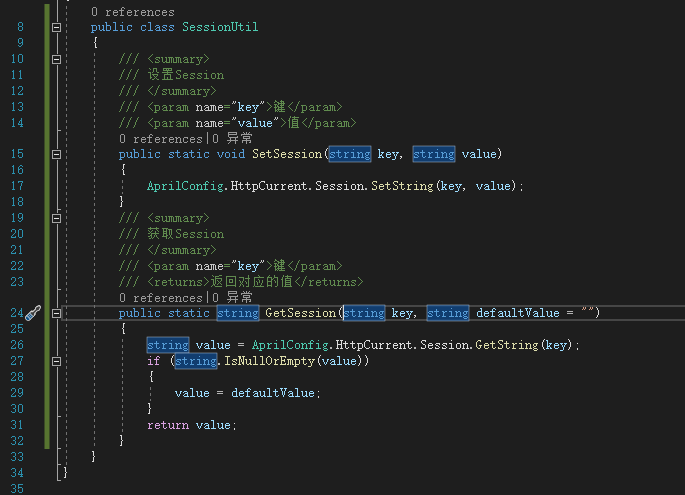 0 references
8 public class SessionUtil
9 {
10 /// <summary>
11 /// 设置Session
12 /// </summary>
13 /// <param name="key">键</param>
14 /// <param name="value">值</param>
0 references|0 异常
15 public static void SetSession(string key, string value)
16 {
17 AprilConfig.HttpCurrent.Session.SetString(key, value);
18 }
19 /// <summary>
20 /// 获取Session
21 /// </summary>
22 /// <param name="key">键</param>
23 /// <returns>返回对应的值</returns>
0 references|0 异常
24 public static string GetSession(string key, string defaultValue = "")
25 {
26 string value = AprilConfig.HttpCurrent.Session.GetString(key);
27 if (string.IsNullOrEmpty(value))
28 {
29 value = defaultValue;
30 }
31 return value;
32 }
33 }
34 }
35